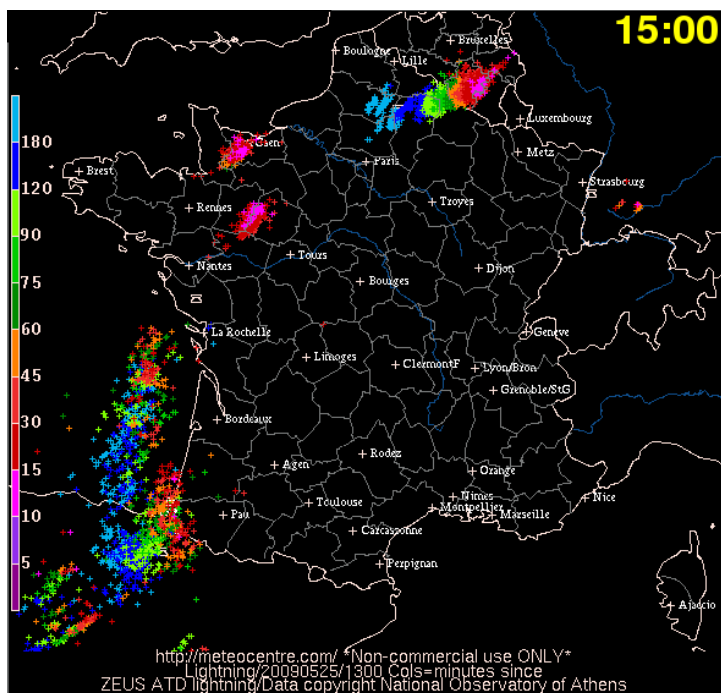 15:00
Bruxelles
Boulogne
Lille
Luxembourg
Caen
Metz
Paris
Brest
Strasbourg
Troyes
Rennes
Tours
Nantes
Dijon
Bourges
La Rochelle
Geneve
Limoges
ClermontF
Lyon/Bron
Grenoble/StG
Bordeaux
Rodez
Agen
Orange
Nimes
Nice
Toulouse
Montpellier
Pau
Marseille
Carcassonne
Perpignan
Ajaccio
180
120
90
75
60
45
30
15
10
5
http://meteocentre.com/ *Non-commercial use ONLY*
Lightning/20090525/1300 Cols=minutes since
ZEUS ATD lightning/Data copyright National Observatory of Athens